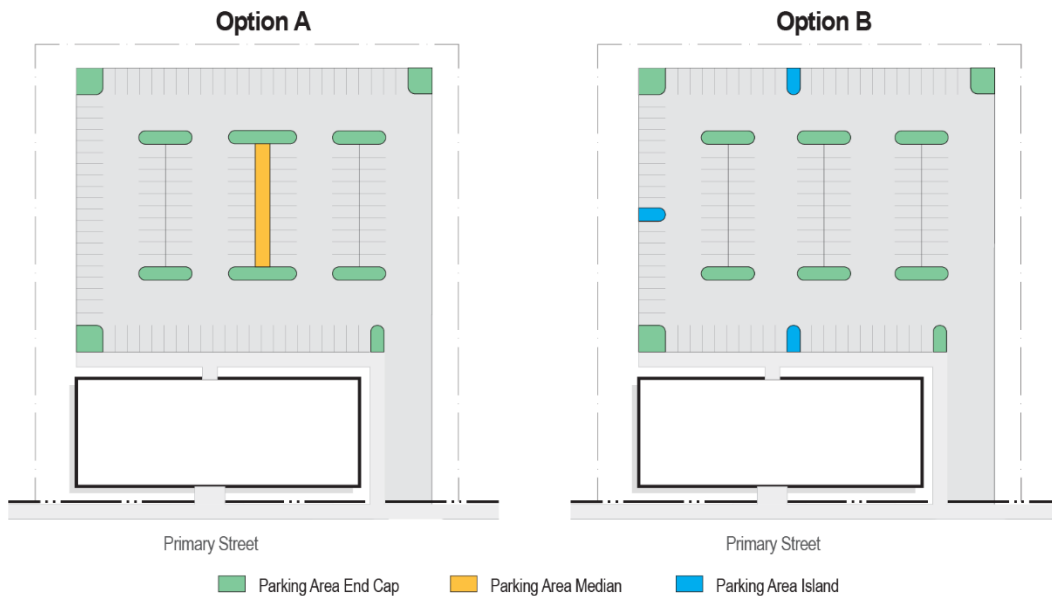 Option A
Option B
Primary Street
Primary Street
Parking Area End Cap
Parking Area Median
Parking Area Island